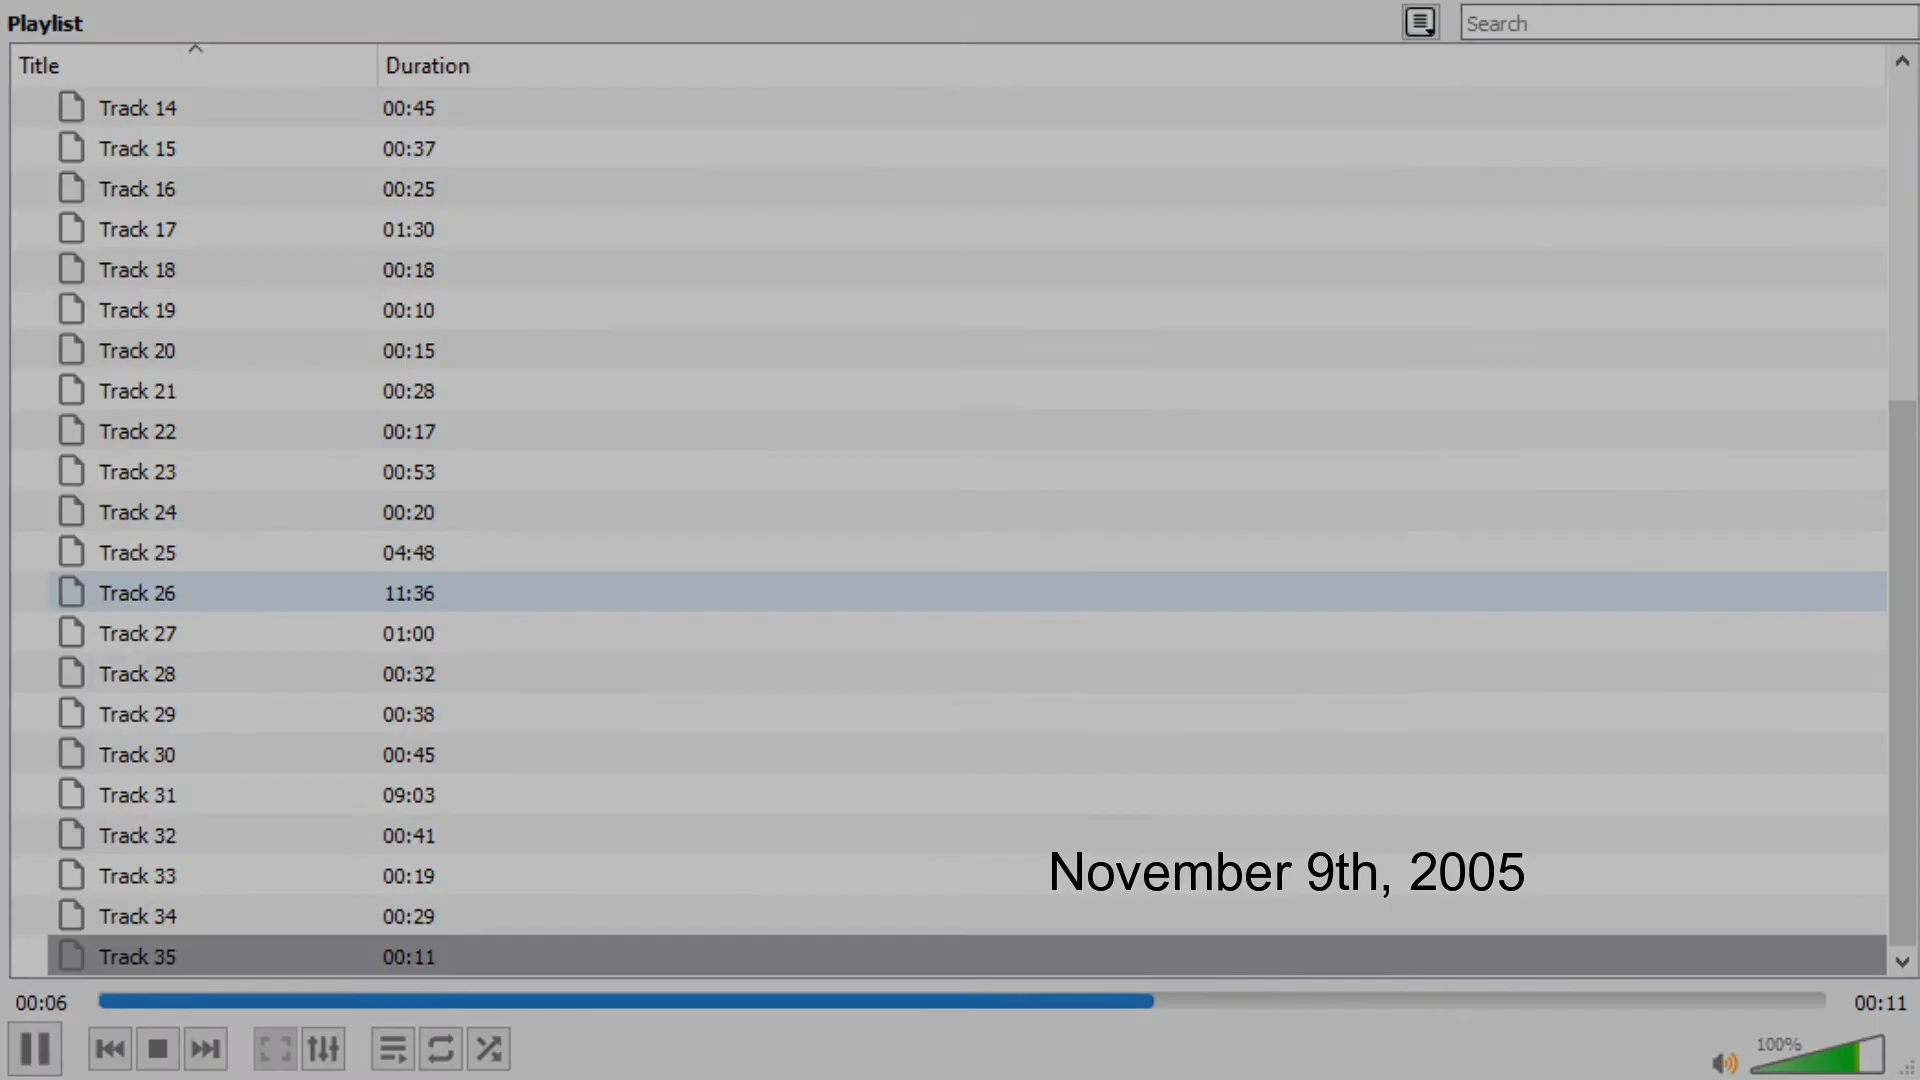 Playlist
Search
Title Duration
Track 14 00:45
Track 15 00:37
Track 16 00:25
Track 17 01:30
Track 18 00:18
Track 19 00:10
Track 20 00:15
Track 21 00:28
Track 22 00:17
Track 23 00:53
Track 24 00:20
Track 25 04:48
Track 26 11:36
Track 27 01:00
Track 28 00:32
Track 29 00:38
Track 30 00:45
Track 31 09:03
Track 32 00:41
Track 33 00:19
November 9th, 2005
Track 34 00:29
Track 35 00:11
00:06 00:11
100%